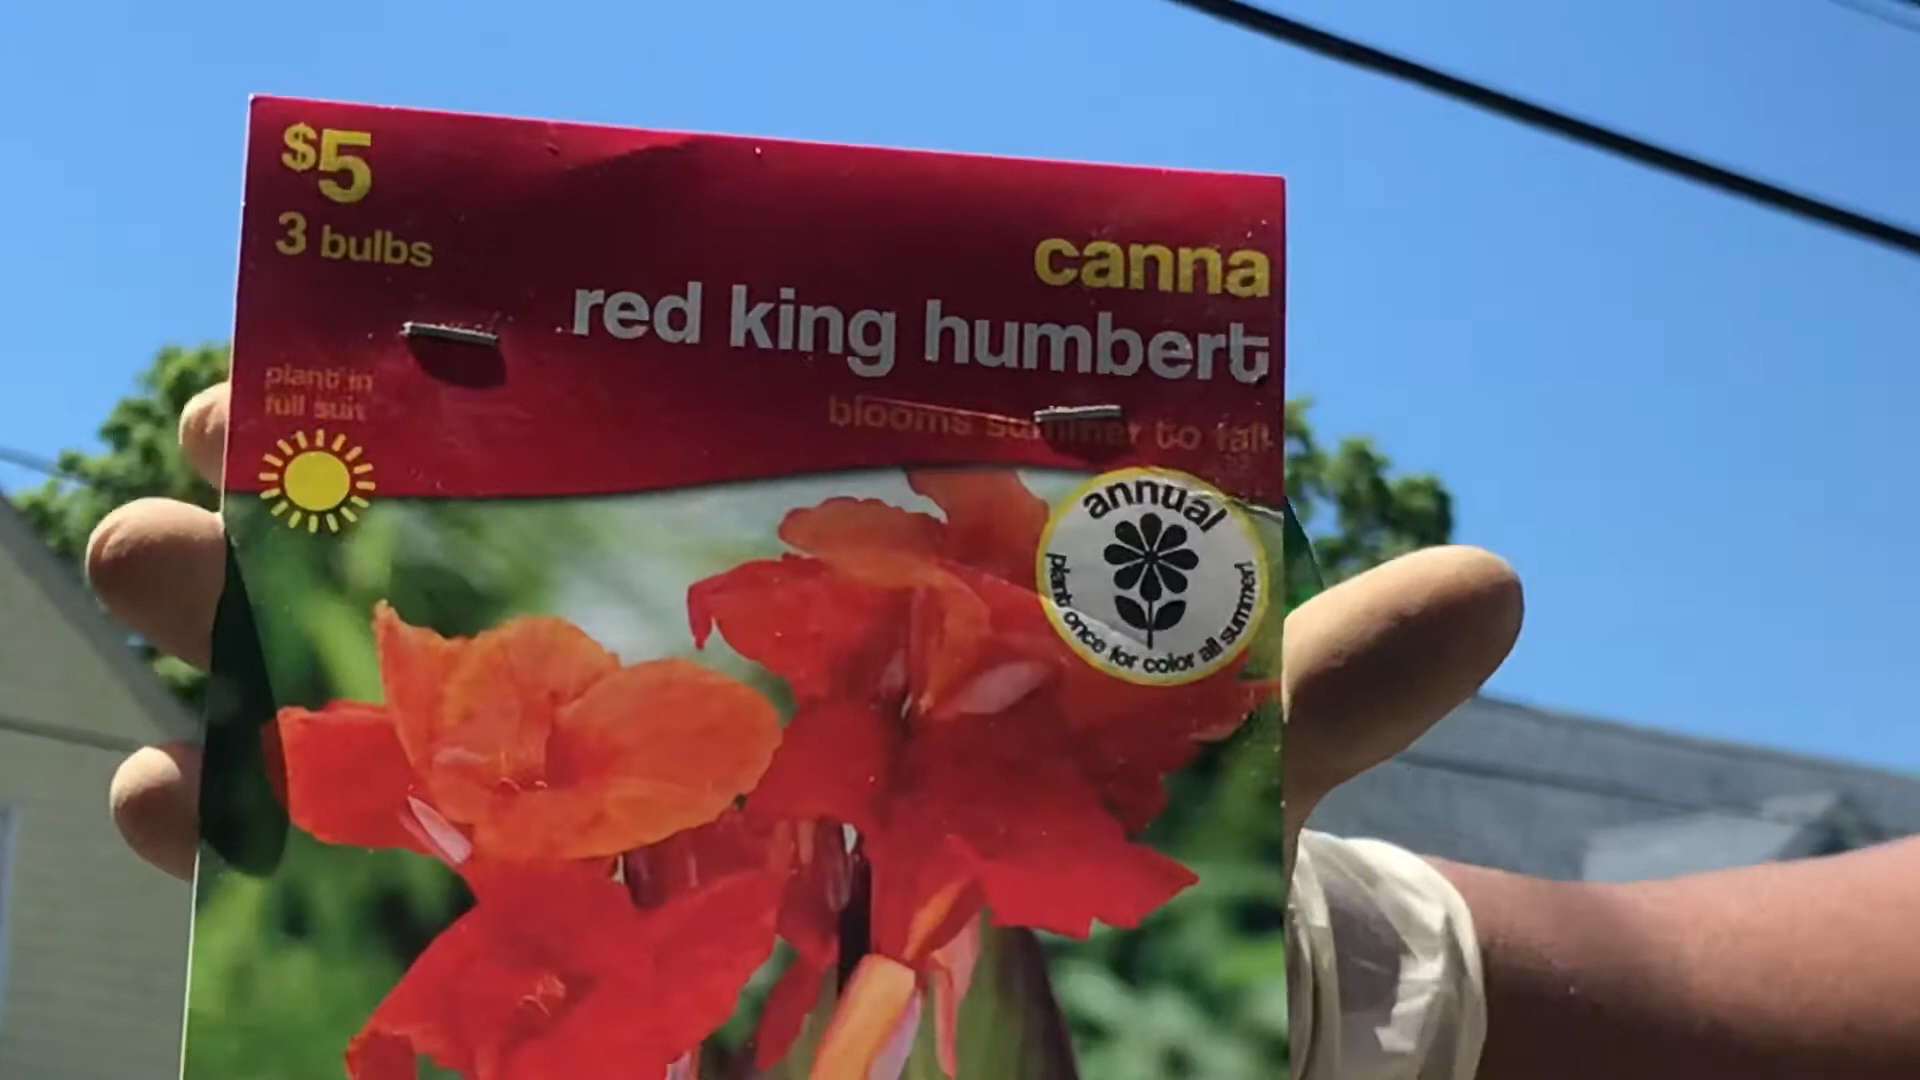 $5
3 bulbs
canna
red king humbert
plant in
full sun
blooms summer to fall
annual
plant once for color all summer!